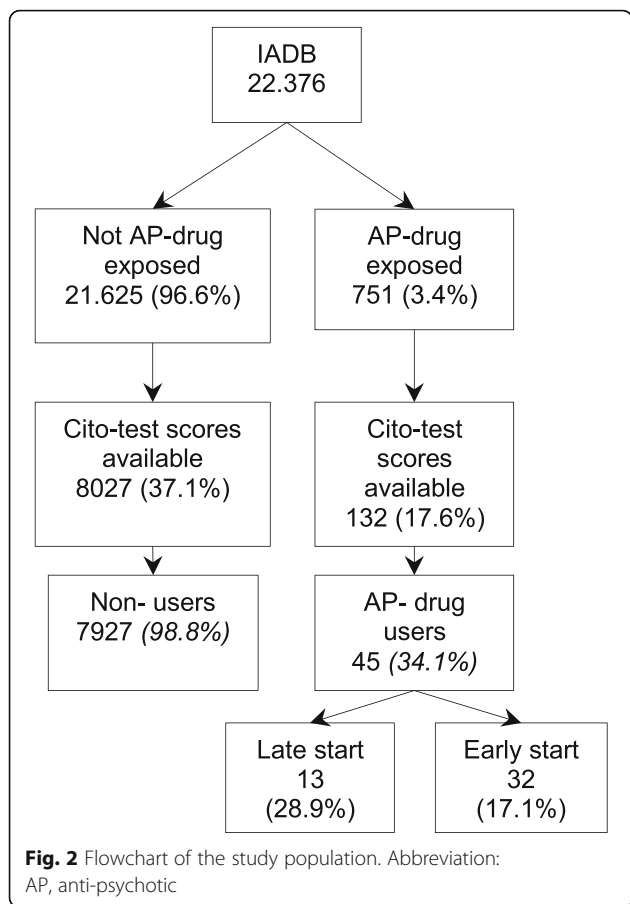 IADB
22.376
Not AP-drug
exposed
21.625 (96.6%)
AP-drug
exposed
751 (3.4%)
Cito-test scores
available
8027 (37.1%)
Cito-test
scores
available
132 (17.6%)
Non- users
7927 (98.8%)
AP- drug
users
45 (34.1%)
Late start
13
(28.9%)
Early start
32
(17.1%)
Fig. 2 Flowchart of the study population. Abbreviation:
AP, anti-psychotic